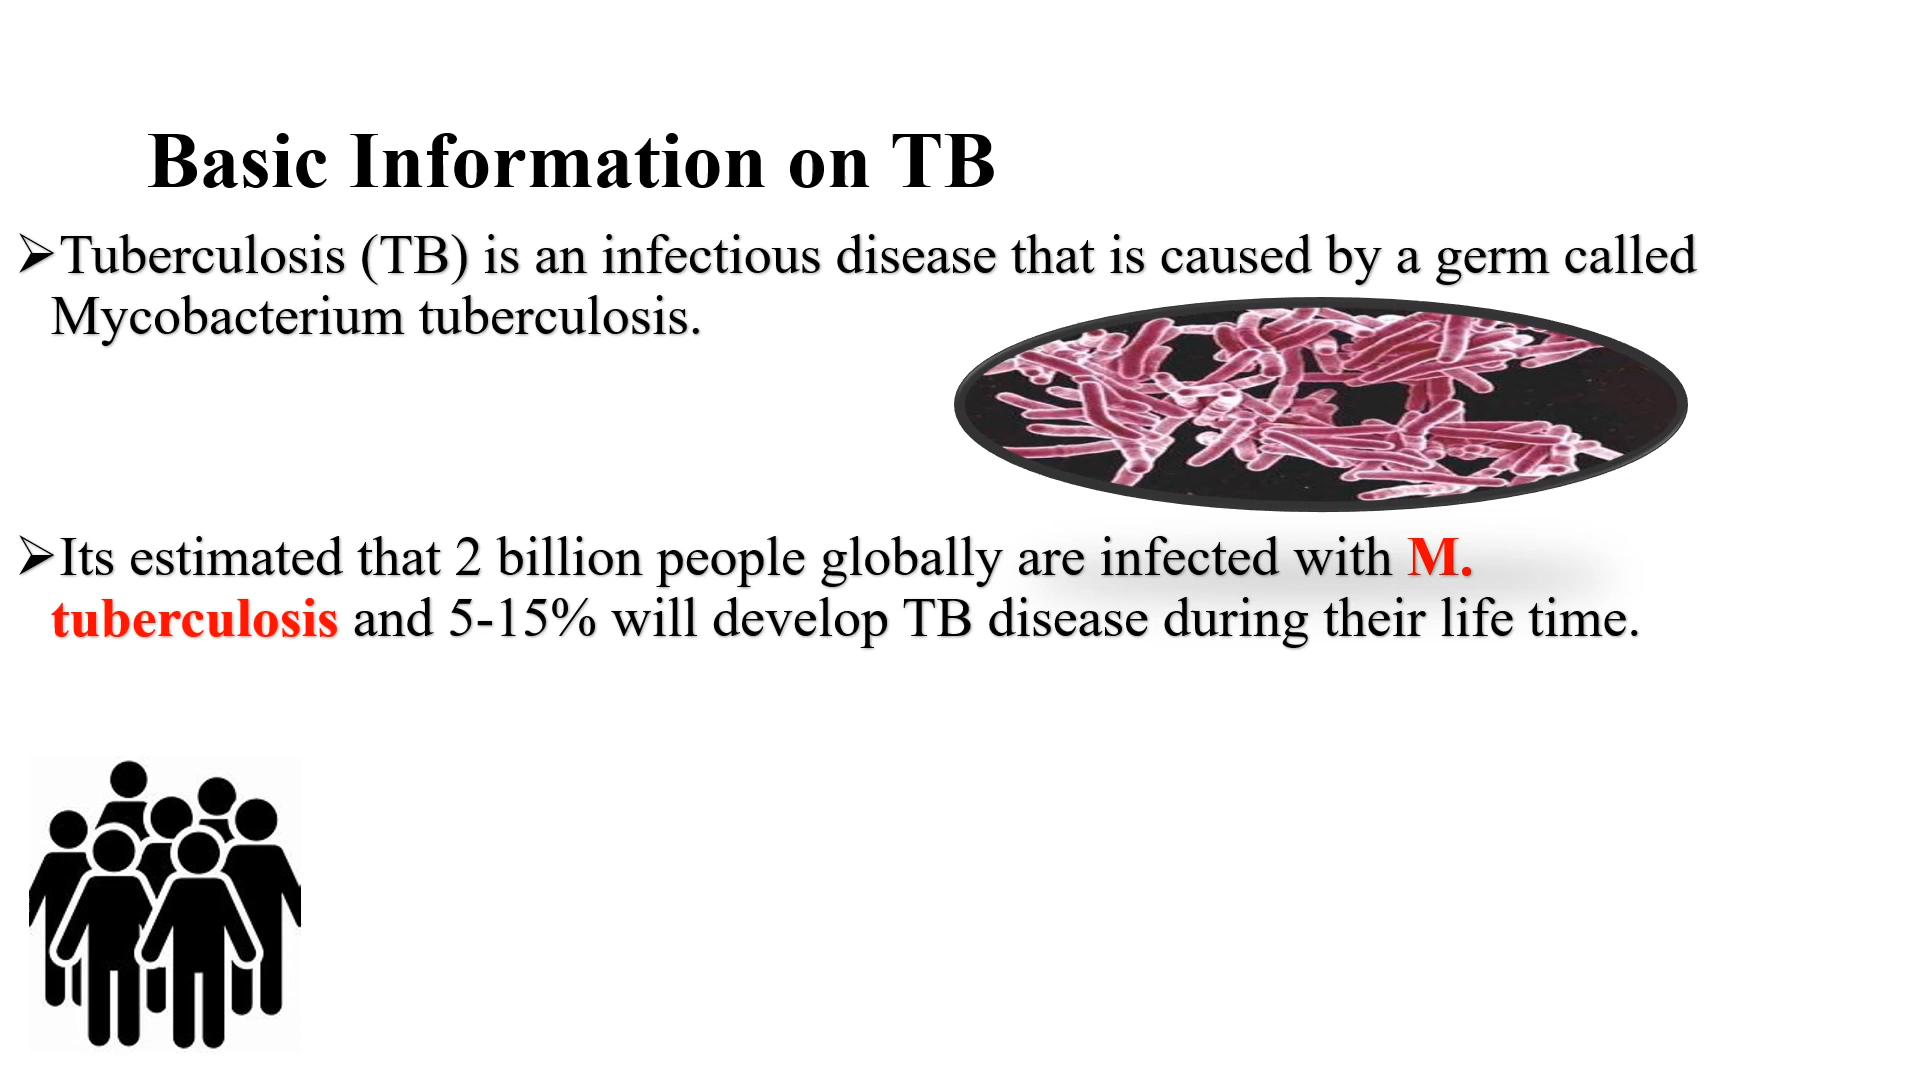 Basic Information on TB
➢Tuberculosis (TB) is an infectious disease that is caused by a germ called
Mycobacterium tuberculosis.
➢Its estimated that 2 billion people globally are infected with M.
tuberculosis and 5-15% will develop TB disease during their life time.